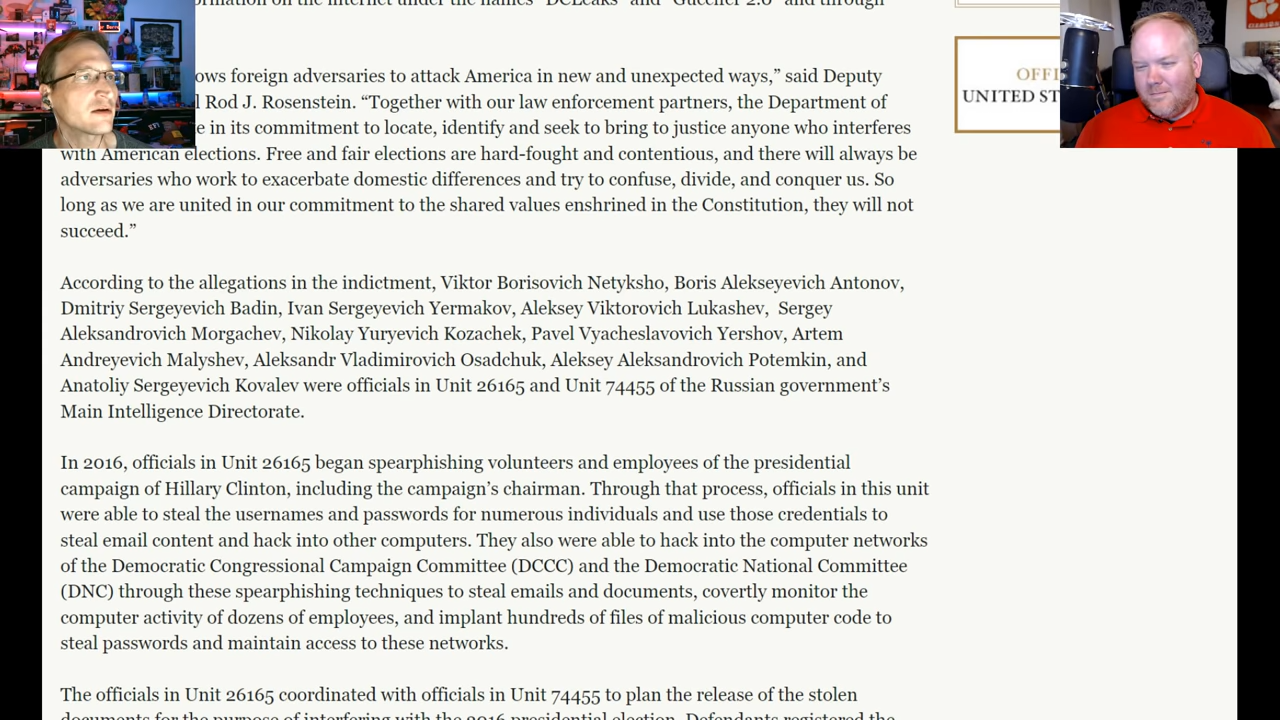 ormation on the internet under the names “DCLeaks” and “Guccifer 2.0” and through
ows foreign adversaries to attack America in new and unexpected ways,” said Deputy
l Rod J. Rosenstein. “Together with our law enforcement partners, the Department of
e in its commitment to locate, identify and seek to bring to justice anyone who interferes
with American elections. Free and fair elections are hard-fought and contentious, and there will always be
adversaries who work to exacerbate domestic differences and try to confuse, divide, and conquer us. So
long as we are united in our commitment to the shared values enshrined in the Constitution, they will not
succeed.”
According to the allegations in the indictment, Viktor Borisovich Netyksho, Boris Alekseyevich Antonov,
Dmitriy Sergeyevich Badin, Ivan Sergeyevich Yermakov, Aleksey Viktorovich Lukashev, Sergey
Aleksandrovich Morgachev, Nikolay Yuryevich Kozachek, Pavel Vyacheslavovich Yershov, Artem
Andreyevich Malyshev, Aleksandr Vladimirovich Osadchuk, Aleksey Aleksandrovich Potemkin, and
Anatoliy Sergeyevich Kovalev were officials in Unit 26165 and Unit 74455 of the Russian government’s
Main Intelligence Directorate.
In 2016, officials in Unit 26165 began spearphishing volunteers and employees of the presidential
campaign of Hillary Clinton, including the campaign’s chairman. Through that process, officials in this unit
were able to steal the usernames and passwords for numerous individuals and use those credentials to
steal email content and hack into other computers. They also were able to hack into the computer networks
of the Democratic Congressional Campaign Committee (DCCC) and the Democratic National Committee
(DNC) through these spearphishing techniques to steal emails and documents, covertly monitor the
computer activity of dozens of employees, and implant hundreds of files of malicious computer code to
steal passwords and maintain access to these networks.
The officials in Unit 26165 coordinated with officials in Unit 74455 to plan the release of the stolen
documents for the purpose of interfering with the 2016 presidential election. Defendants registered the
OFFI
UNITED ST